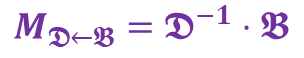 𝑴_{𝕯←𝕭} = 𝕯^{−𝟏} ⋅ 𝕭